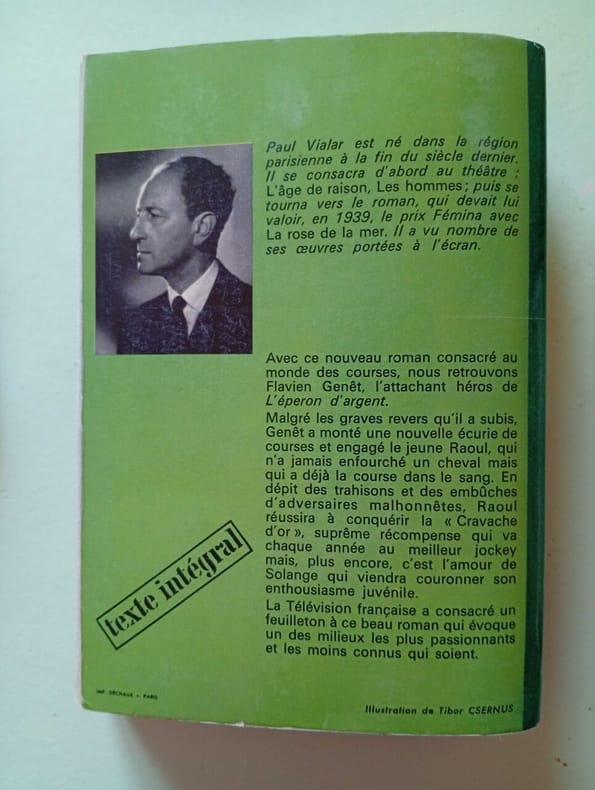 Paul Vialar est né dans la région
parisienne à la fin du siècle dernier.
Il se consacra d'abord au théâtre :
L'âge de raison, Les hommes ; puis se
tourna vers le roman, qui devait lui
valoir, en 1939, le prix Fémina avec
La rose de la mer. Il a vu nombre de
ses œuvres portées à l'écran.
Avec ce nouveau roman consacré au
monde des courses, nous retrouvons
Flavien Genêt, l'attachant héros de
L'éperon d'argent.
Malgré les graves revers qu'il a subis,
Genêt a monté une nouvelle écurie de
courses et engagé le jeune Raoul, qui
n'a jamais enfourché un cheval mais
qui a déjà la course dans le sang. En
dépit des trahisons et des embûches
d'adversaires malhonnêtes, Raoul
réussira à conquérir la « Cravache
d'or », suprême récompense qui va
chaque année au meilleur jockey
mais, plus encore, c'est l'amour de
Solange qui viendra couronner son
enthousiasme juvénile.
La Télévision française a consacré un
feuilleton à ce beau roman qui évoque
un des milieux les plus passionnants
et les moins connus qui soient.
texte intégral
IMP. DÉCHAUX - PARIS
Illustration de Tibor CSERNUS